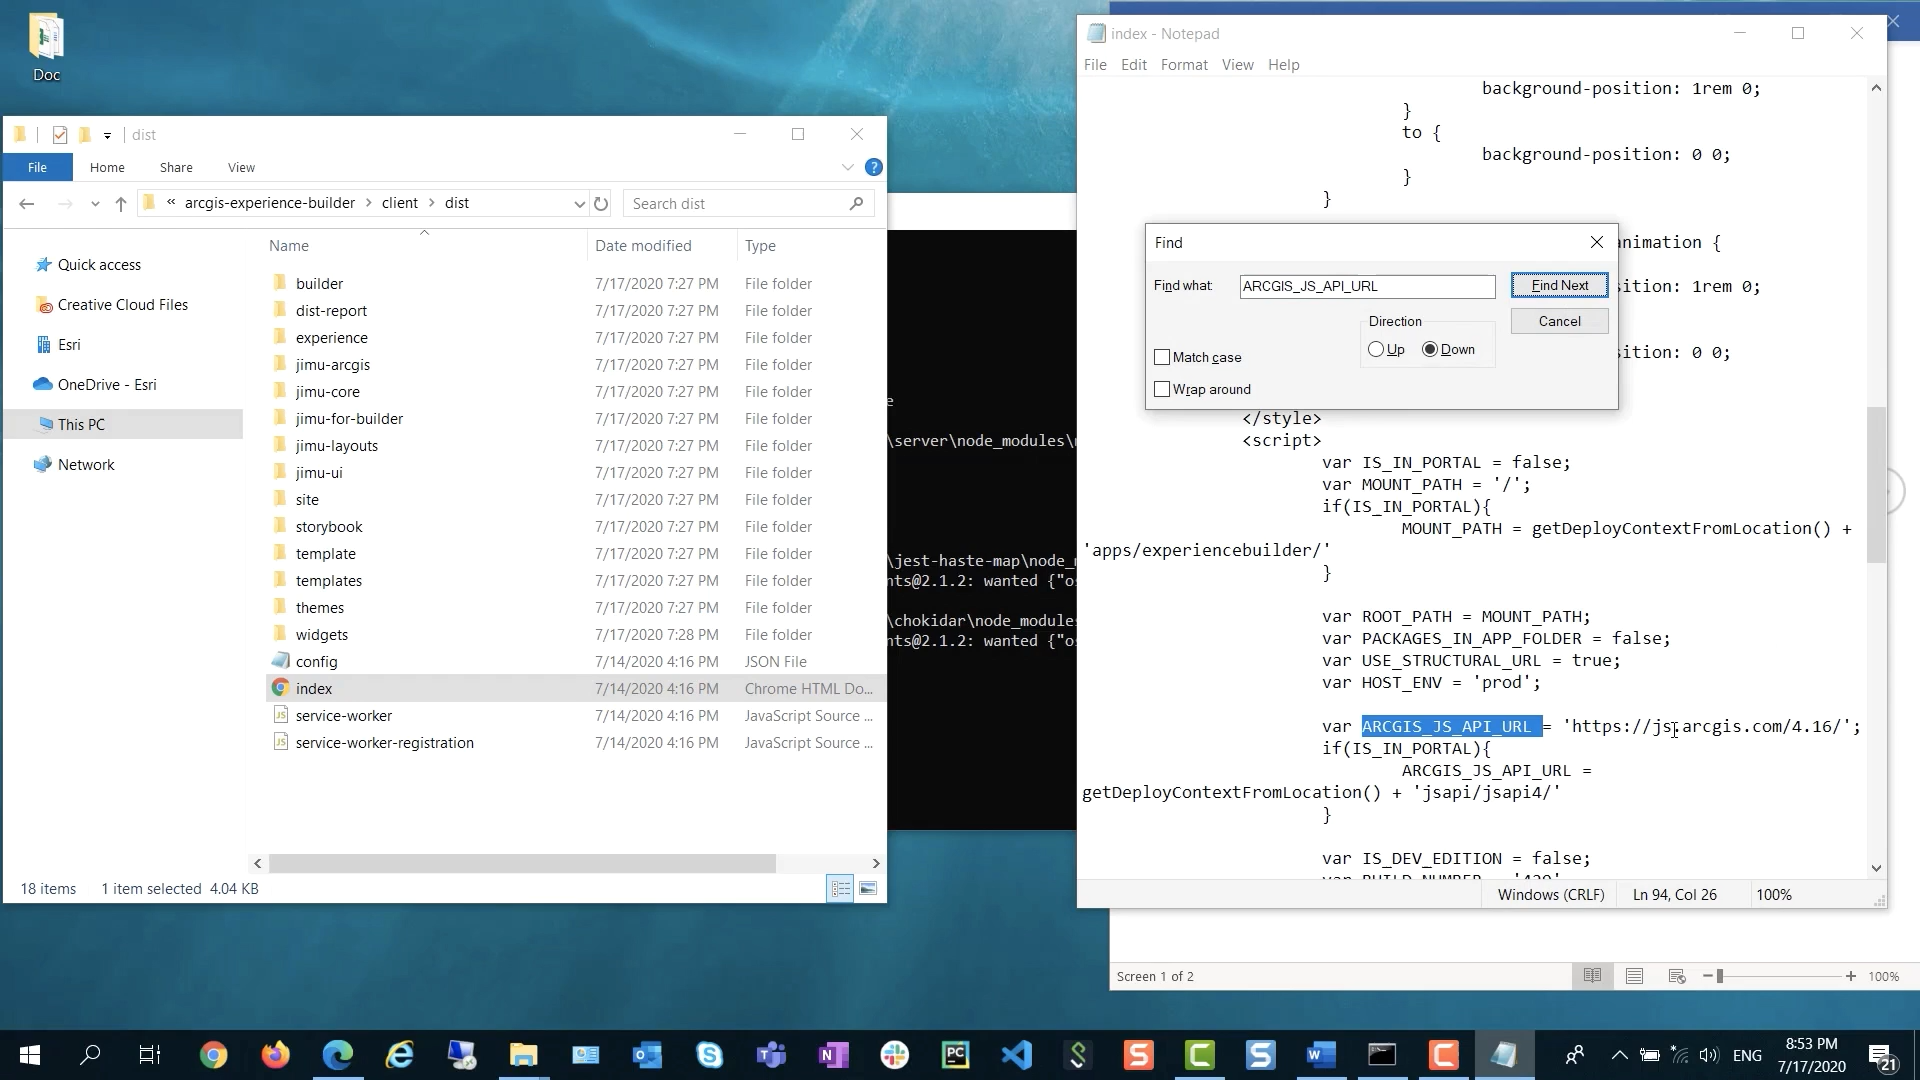 Doc
dist
File
Home
Share
View
?
« arcgis-experience-builder > client > dist
Search dist
Name
Date modified
Type
Quick access
Creative Cloud Files
Esri
OneDrive - Esri
This PC
Network
builder 7/17/2020 7:27 PM File folder
dist-report 7/17/2020 7:27 PM File folder
experience 7/17/2020 7:27 PM File folder
jimu-arcgis 7/17/2020 7:27 PM File folder
jimu-core 7/17/2020 7:27 PM File folder
jimu-for-builder 7/17/2020 7:27 PM File folder
jimu-layouts 7/17/2020 7:27 PM File folder
jimu-ui 7/17/2020 7:27 PM File folder
site 7/17/2020 7:27 PM File folder
storybook 7/17/2020 7:27 PM File folder
template 7/17/2020 7:27 PM File folder
templates 7/17/2020 7:27 PM File folder
themes 7/17/2020 7:27 PM File folder
widgets 7/17/2020 7:28 PM File folder
config 7/14/2020 4:16 PM JSON File
index 7/14/2020 4:16 PM Chrome HTML Do...
service-worker 7/14/2020 4:16 PM JavaScript Source ...
service-worker-registration 7/14/2020 4:16 PM JavaScript Source ...
18 items
1 item selected 4.04 KB
e
\server\node_modules\
\jest-haste-map\node_m
nts@2.1.2: wanted {"os
\chokidar\node_modules
nts@2.1.2: wanted {"os
index - Notepad
File
Edit
Format
View
Help
background-position: 1rem 0;
}
to {
background-position: 0 0;
}
}
animation {
ition: 1rem 0;
ition: 0 0;
Find
Find what:
ARCGIS_JS_API_URL
Find Next
Cancel
Direction
Up
Down
Match case
Wrap around
</style>
<script>
var IS_IN_PORTAL = false;
var MOUNT_PATH = '/';
if(IS_IN_PORTAL){
MOUNT_PATH = getDeployContextFromLocation() +
'apps/experiencebuilder/'
}
var ROOT_PATH = MOUNT_PATH;
var PACKAGES_IN_APP_FOLDER = false;
var USE_STRUCTURAL_URL = true;
var HOST_ENV = 'prod';
var ARCGIS_JS_API_URL = 'https://js.arcgis.com/4.16/';
if(IS_IN_PORTAL){
ARCGIS_JS_API_URL =
getDeployContextFromLocation() + 'jsapi/jsapi4/'
}
var IS_DEV_EDITION = false;
Windows (CRLF)
Ln 94, Col 26
100%
Screen 1 of 2
100%
ENG
8:53 PM
7/17/2020
21